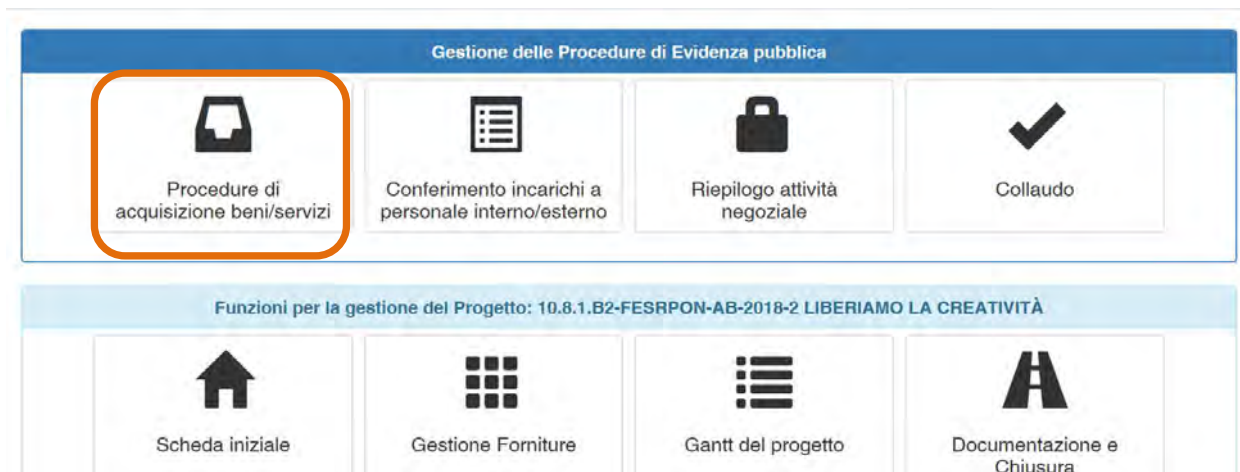 Gestione delle Procedure di Evidenza pubblica
Procedure di
acquisizione beni/servizi
Conferimento incarichi a
personale interno/esterno
Riepilogo attività
negoziale
Collaudo
Funzioni per la gestione del Progetto: 10.8.1.B2-FESRPON-AB-2018-2 LIBERIAMO LA CREATIVITÀ
Scheda iniziale
Gestione Forniture
Gantt del progetto
Documentazione e
Chiusura